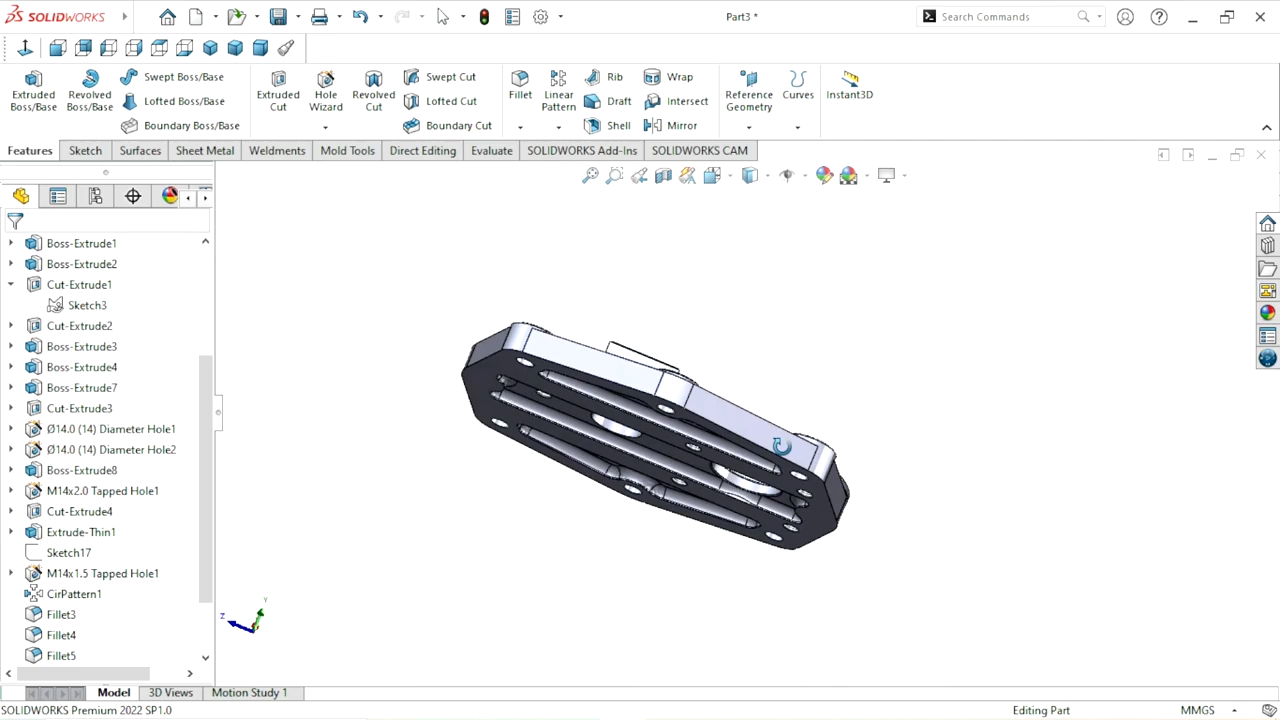 SOLIDWORKS
Part3 *
Search Commands
Extruded Boss/Base
Revolved Boss/Base
Swept Boss/Base
Lofted Boss/Base
Boundary Boss/Base
Extruded Cut
Hole Wizard
Revolved Cut
Swept Cut
Lofted Cut
Boundary Cut
Fillet
Linear Pattern
Rib
Draft
Shell
Wrap
Intersect
Mirror
Reference Geometry
Curves
Instant3D
Features
Sketch
Surfaces
Sheet Metal
Weldments
Mold Tools
Direct Editing
Evaluate
SOLIDWORKS Add-Ins
SOLIDWORKS CAM
Boss-Extrude1
Boss-Extrude2
Cut-Extrude1
Sketch3
Cut-Extrude2
Boss-Extrude3
Boss-Extrude4
Boss-Extrude7
Cut-Extrude3
Ø14.0 (14) Diameter Hole1
Ø14.0 (14) Diameter Hole2
Boss-Extrude8
M14x2.0 Tapped Hole1
Cut-Extrude4
Extrude-Thin1
Sketch17
M14x1.5 Tapped Hole1
CirPattern1
Fillet3
Fillet4
Fillet5
Y
Z
Model
3D Views
Motion Study 1
SOLIDWORKS Premium 2022 SP1.0
Editing Part
MMGS